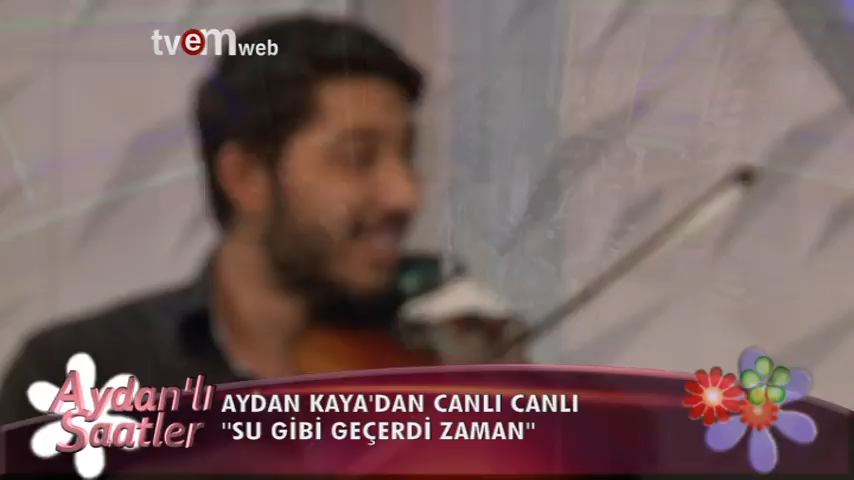 tvem web
Aydan'lı
Saatler
AYDAN KAYA'DAN CANLI CANLI
"SU GİBİ GEÇERDİ ZAMAN"